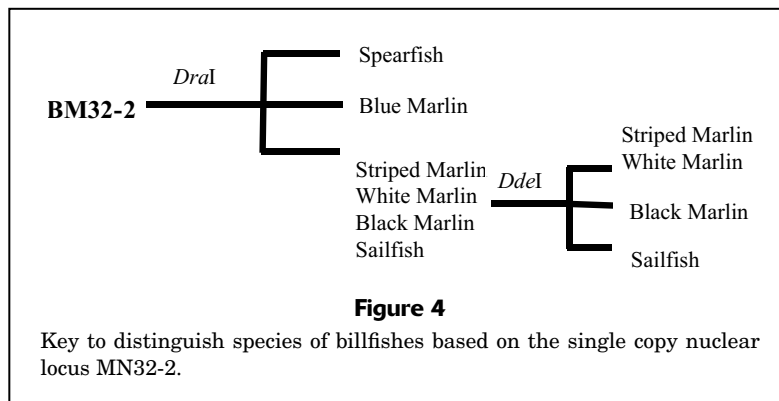 DraI
Spearfish
BM32-2
Blue Marlin
Striped Marlin
White Marlin
Black Marlin
Sailfish
DdeI
Striped Marlin
White Marlin
Black Marlin
Sailfish
Figure 4
Key to distinguish species of billfishes based on the single copy nuclear
locus MN32-2.